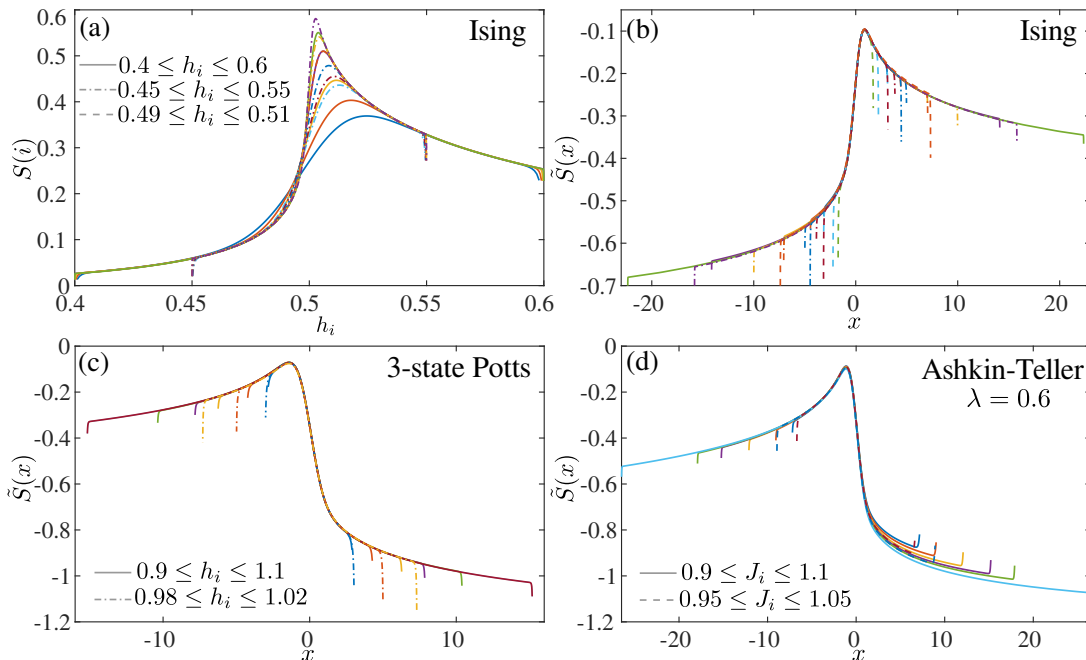 (a) Ising
0.4 ≤ h_i ≤ 0.6
0.45 ≤ h_i ≤ 0.55
0.49 ≤ h_i ≤ 0.51
S(i)
0.6
0.5
0.4
0.3
0.2
0.1
0
0.4 0.45 0.5 0.55 0.6
h_i
(b) Ising
S̃(x)
-0.1
-0.2
-0.3
-0.4
-0.5
-0.6
-0.7
-20 -10 0 10 20
x
(c) 3-state Potts
0.9 ≤ h_i ≤ 1.1
0.98 ≤ h_i ≤ 1.02
S̃(x)
0
-0.2
-0.4
-0.6
-0.8
-1
-1.2
-10 0 10
x
(d) Ashkin-Teller
λ = 0.6
0.9 ≤ J_i ≤ 1.1
0.95 ≤ J_i ≤ 1.05
S̃(x)
0
-0.2
-0.4
-0.6
-0.8
-1
-1.2
-20 -10 0 10 20
x